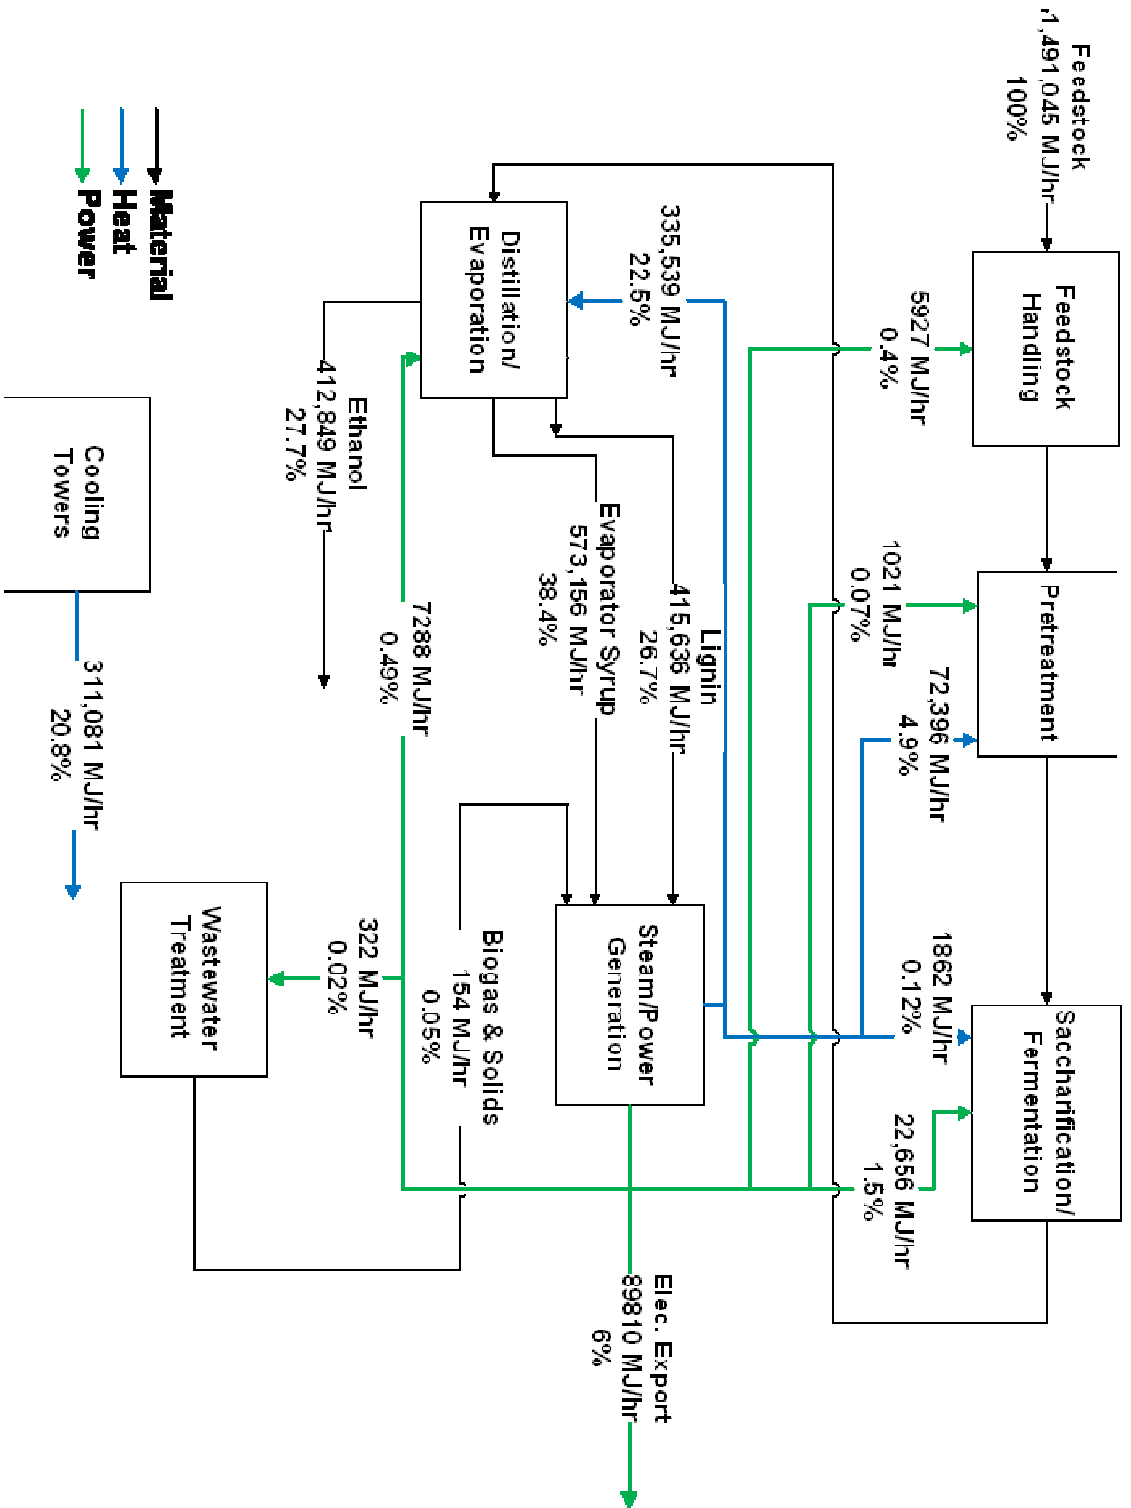 Feedstock
1,491,045 MJ/hr
100%
Feedstock
Handling
Pretreatment
Saccharification/
Fermentation
5927 MJ/hr
0.4%
1021 MJ/hr
0.07%
72,396 MJ/hr
4.9%
1862 MJ/hr
0.12%
22,656 MJ/hr
1.5%
335,539 MJ/hr
22.5%
Lignin
415,636 MJ/hr
26.7%
Evaporator Syrup
573,156 MJ/hr
38.4%
Distillation/
Evaporation
Steam/Power
Generation
Elec. Export
89810 MJ/hr
6%
Ethanol
412,849 MJ/hr
27.7%
7288 MJ/hr
0.49%
Biogas & Solids
154 MJ/hr
0.05%
322 MJ/hr
0.02%
Wastewater
Treatment
Material
Heat
Power
Cooling
Towers
311,081 MJ/hr
20.8%